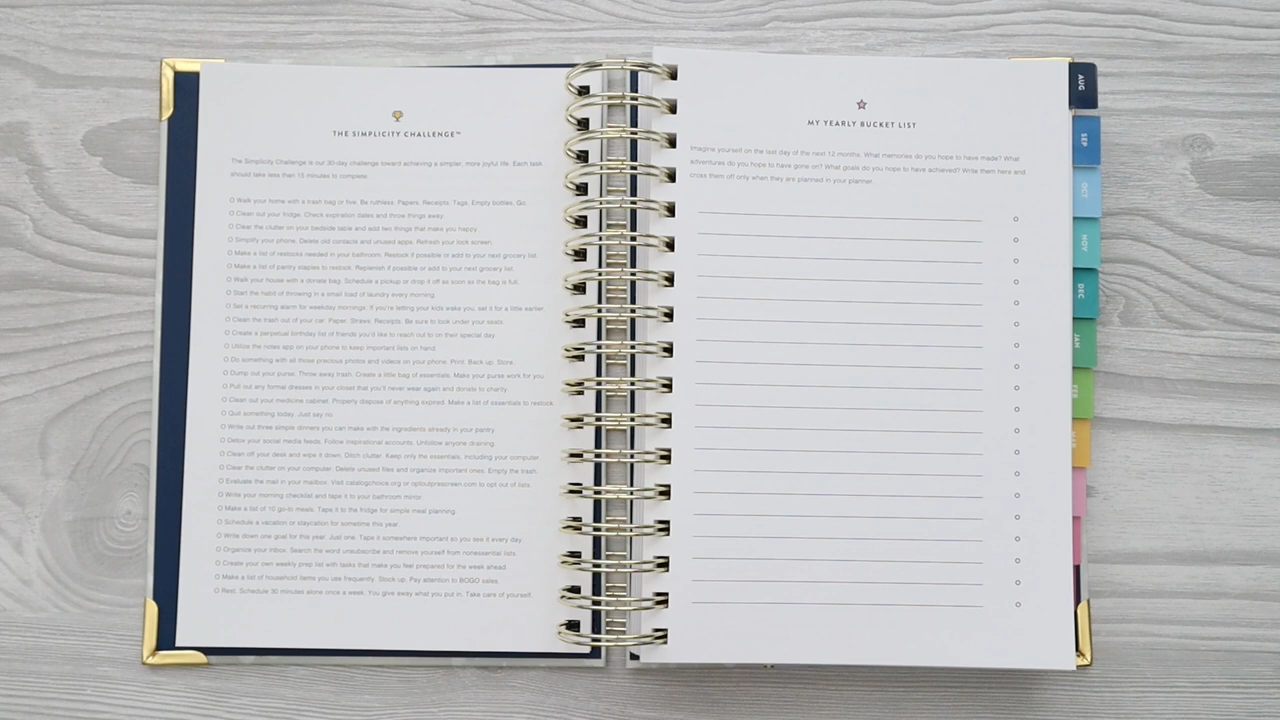 THE SIMPLICITY CHALLENGE™
The Simplicity Challenge is our 30-day challenge toward achieving a simpler, more joyful life. Each task
should take less than 15 minutes to complete.
O Walk your home with a trash bag or five. Be ruthless. Papers. Receipts. Tags. Empty bottles. Go.
O Clean out your fridge. Check expiration dates and throw things away.
O Clear the clutter on your bedside table and add two things that make you happy.
O Simplify your phone. Delete old contacts and unused apps. Refresh your lock screen.
O Make a list of restocks needed in your bathroom. Restock if possible or add to your next grocery list.
O Make a list of pantry staples to restock. Replenish if possible or add to your next grocery list.
O Walk your house with a donate bag. Schedule a pickup or drop it off as soon as the bag is full.
O Start the habit of throwing in a small load of laundry every morning.
O Set a recurring alarm for weekday mornings. If you're letting your kids wake you, set it for a little earlier.
O Clean the trash out of your car. Paper. Straws. Receipts. Be sure to look under your seats.
O Create a perpetual birthday list of friends you'd like to reach out to on their special day.
O Utilize the notes app on your phone to keep important lists on hand.
O Do something with all those precious photos and videos on your phone. Print. Back up. Store.
O Dump out your purse. Throw away trash. Create a little bag of essentials. Make your purse work for you.
O Pull out any formal dresses in your closet that you'll never wear again and donate to charity.
O Clean out your medicine cabinet. Properly dispose of anything expired. Make a list of essentials to restock
O Quit something today. Just say no.
O Write out three simple dinners you can make with the ingredients already in your pantry.
O Detox your social media feeds. Follow inspirational accounts. Unfollow anyone draining.
O Clean off your desk and wipe it down. Ditch clutter. Keep only the essentials, including your computer.
O Clear the clutter on your computer. Delete unused files and organize important ones. Empty the trash.
O Evaluate the mail in your mailbox. Visit catalogchoice.org or optoutprescreen.com to opt out of lists.
O Write your morning checklist and tape it to your bathroom mirror.
O Make a list of 10 go-to meals. Tape it to the fridge for simple meal planning.
O Schedule a vacation or staycation for sometime this year.
O Write down one goal for this year. Just one. Tape it somewhere important so you see it every day.
O Organize your inbox. Search the word unsubscribe and remove yourself from nonessential lists.
O Create your own weekly prep list with tasks that make you feel prepared for the week ahead.
O Make a list of household items you use frequently. Stock up. Pay attention to BOGO sales.
O Rest. Schedule 30 minutes alone once a week. You give away what you put in. Take care of yourself.
MY YEARLY BUCKET LIST
Imagine yourself on the last day of the next 12 months. What memories do you hope to have made? What
adventures do you hope to have gone on? What goals do you hope to have achieved? Write them here and
cross them off only when they are planned in your planner.
AUG
SEP
OCT
NOV
DEC
JAN
FEB
MAR